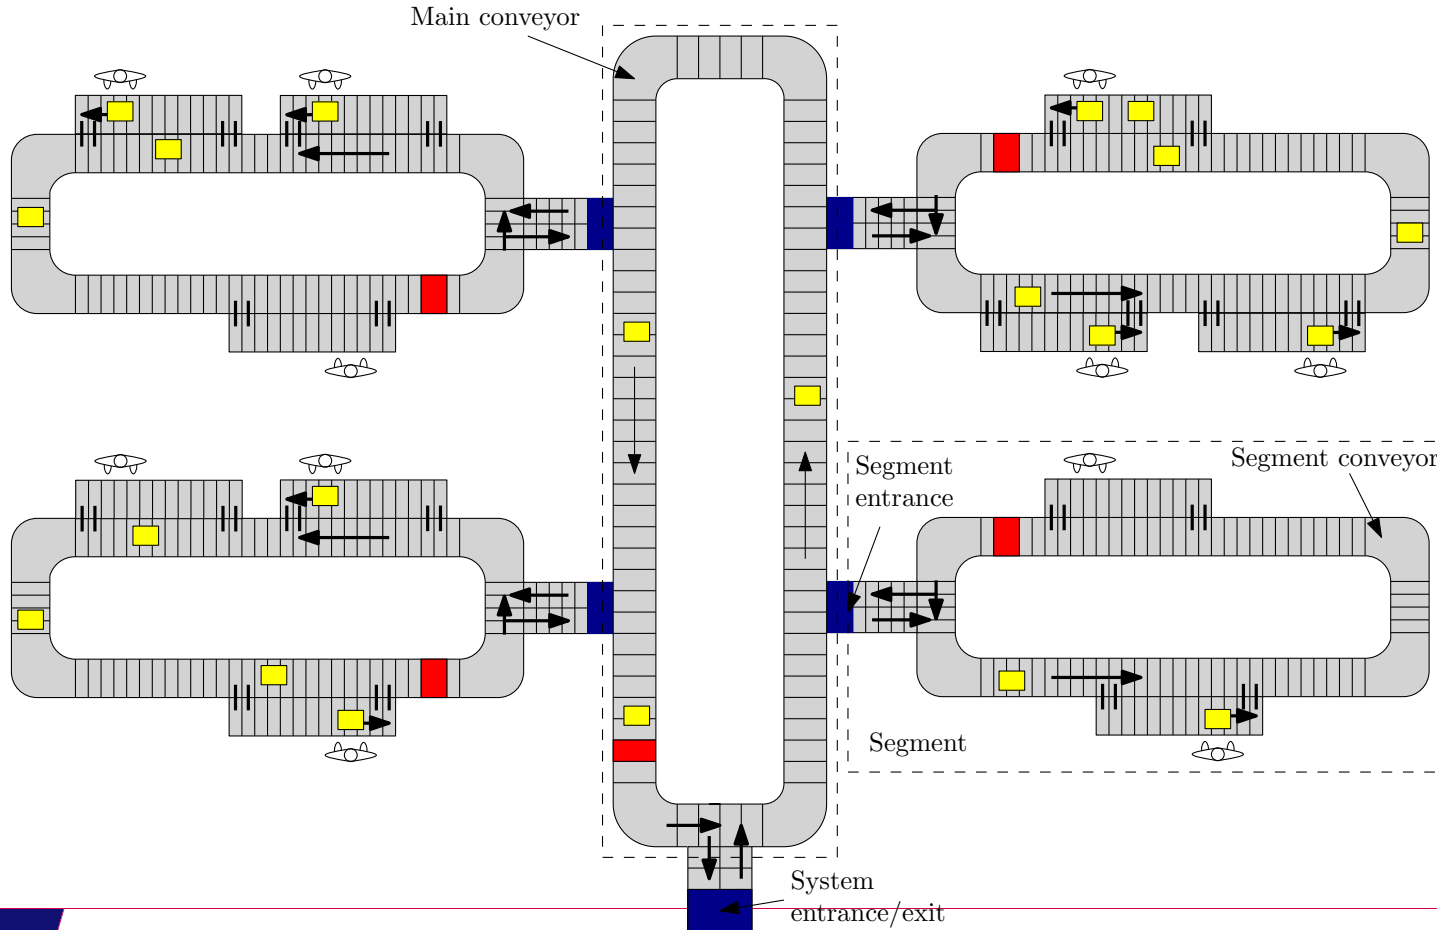 Main conveyor
Segment
entrance
Segment conveyor
Segment
System
entrance/exit